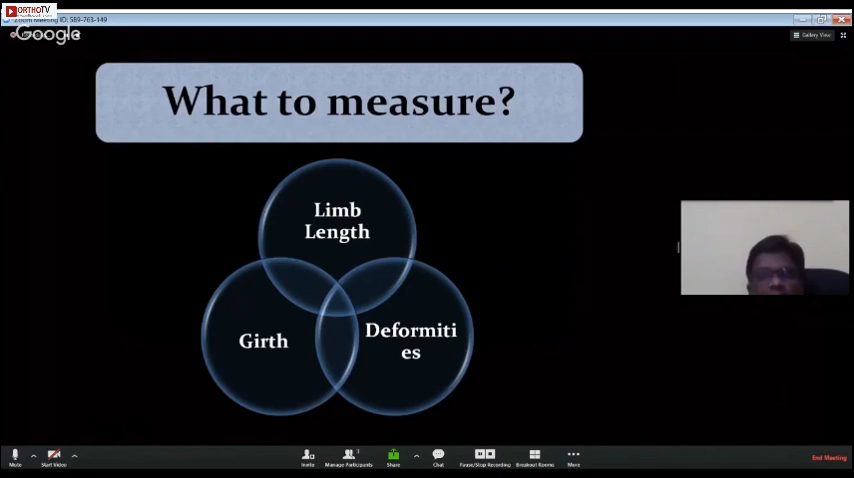 ORTHOTV
Zoom Meeting ID: 589-763-149
Google
Gallery View
What to measure?
Limb
Length
Girth
Deformiti
es
Mute
Start Video
Invite
3
Manage Participants
Share
Chat
Pause/Stop Recording
Breakout Rooms
More
End Meeting